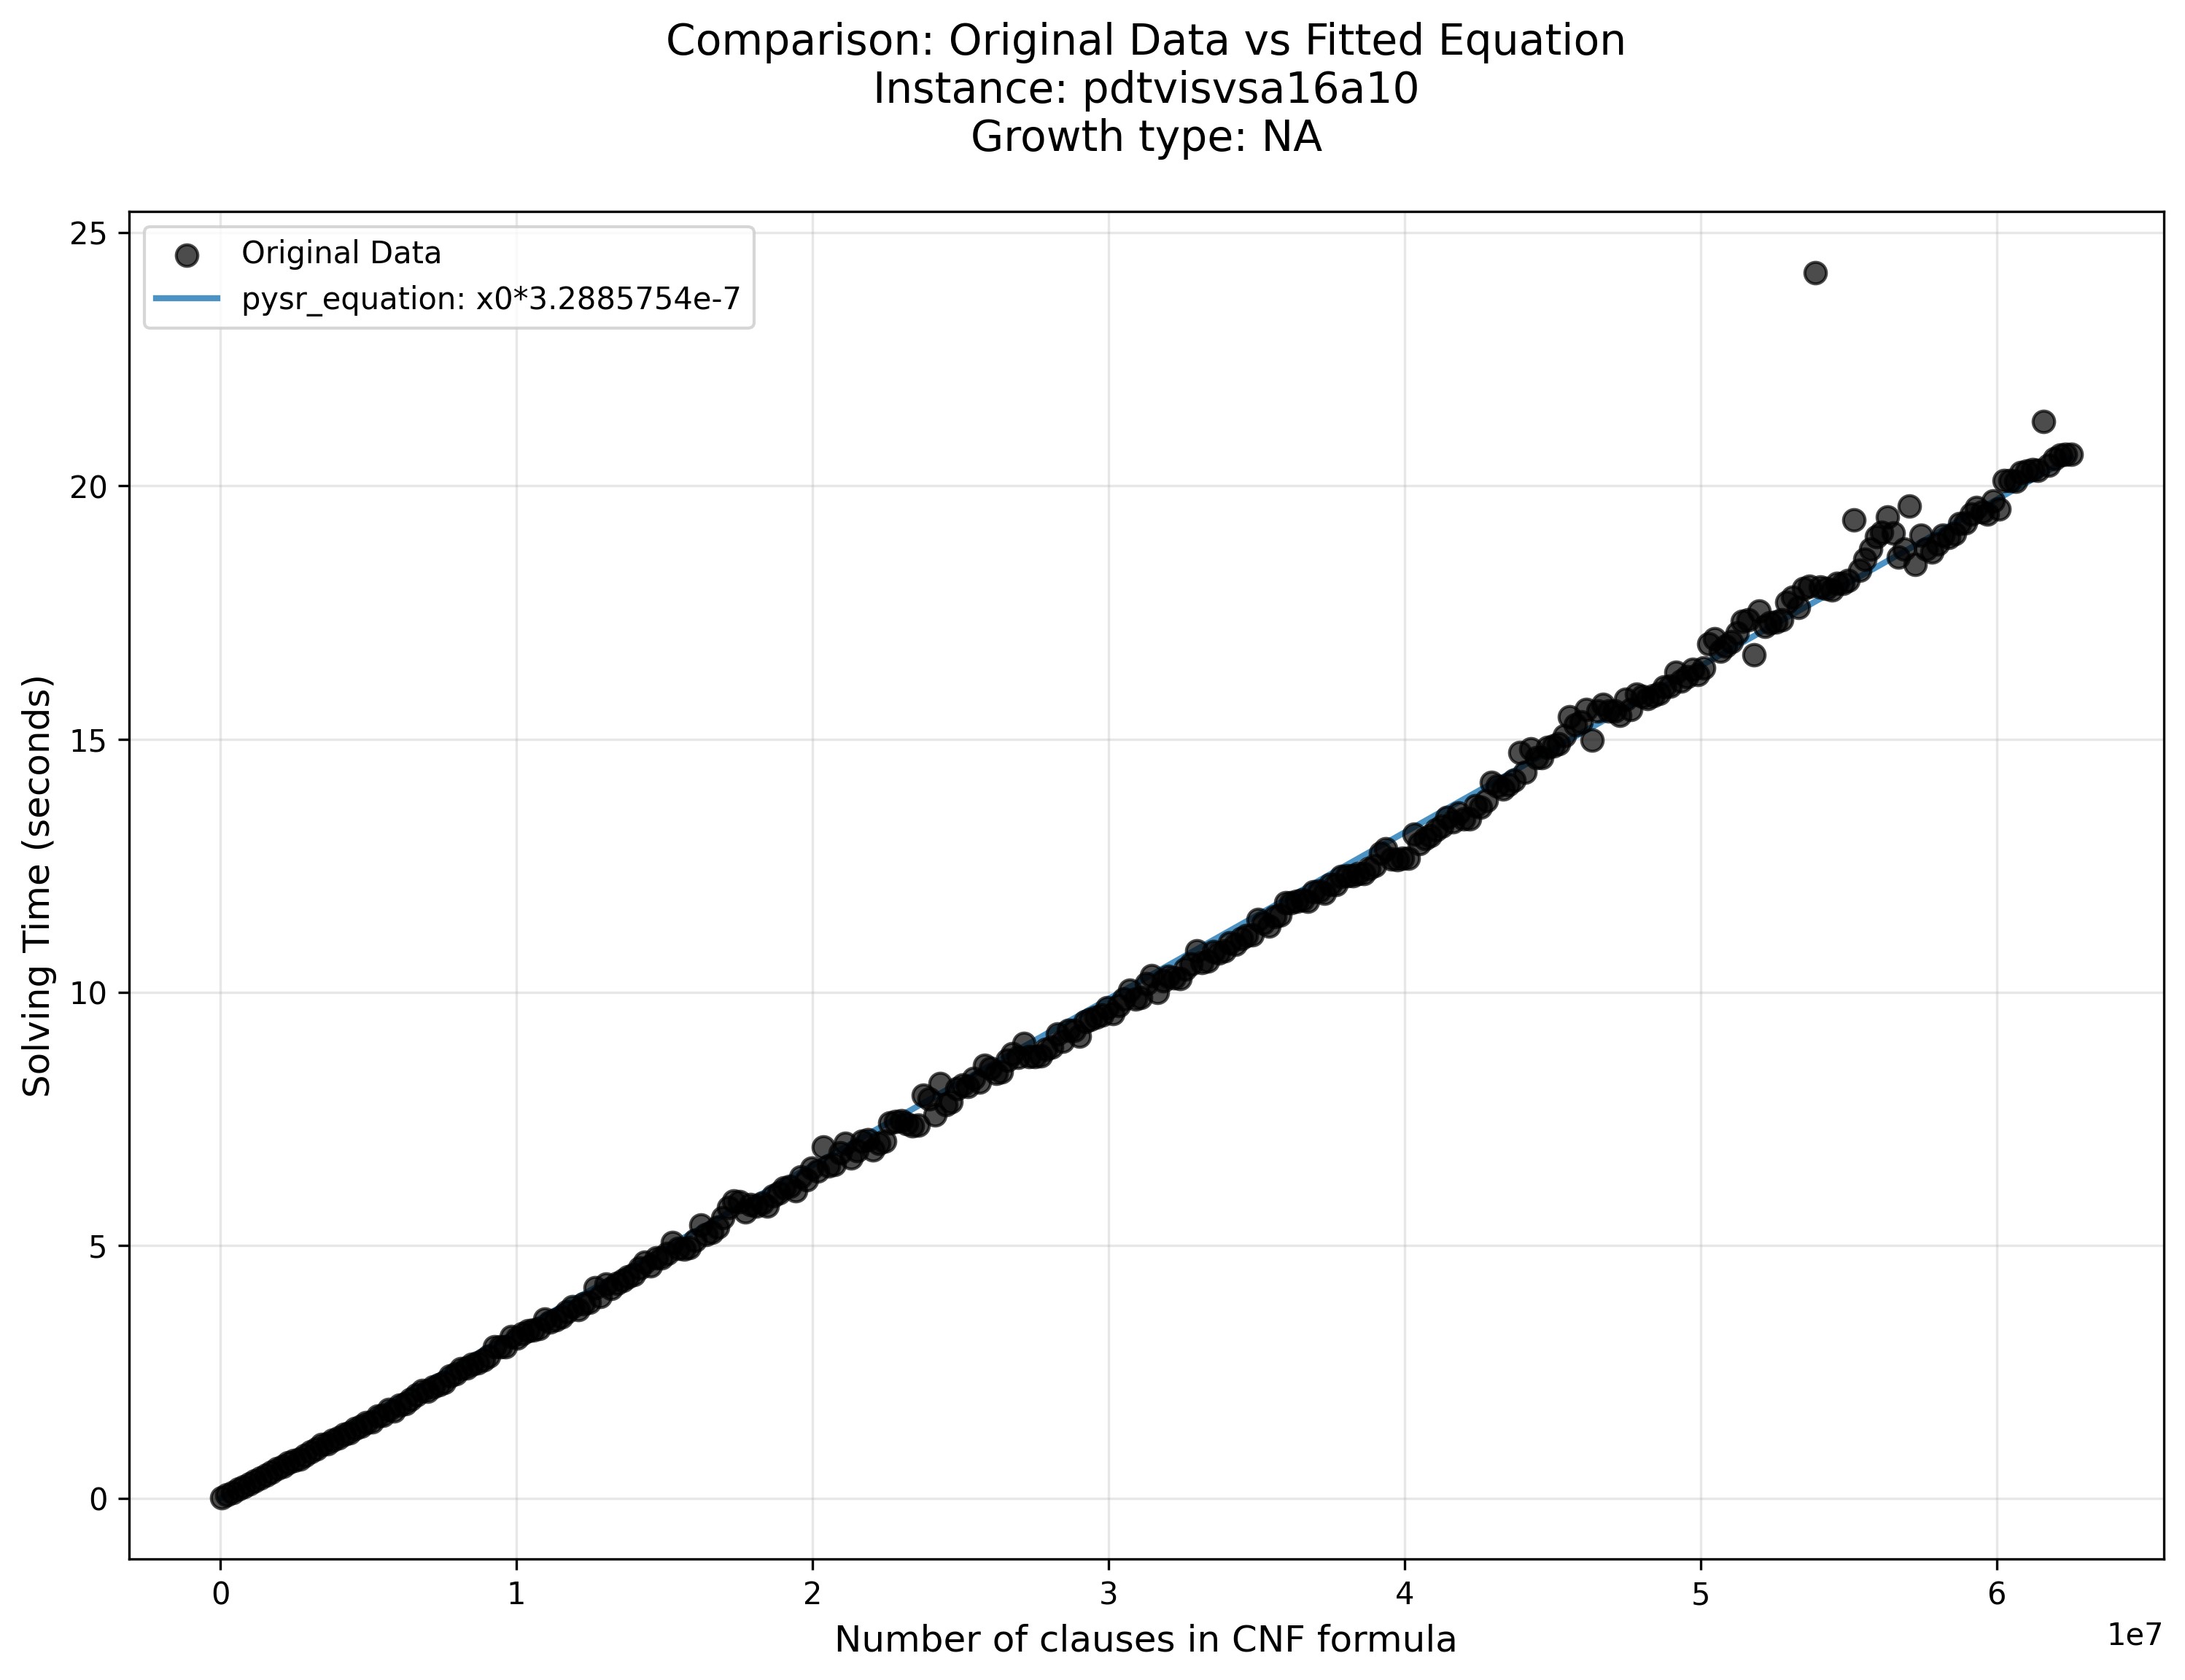 Comparison: Original Data vs Fitted Equation
Instance: pdtvisvsa16a10
Growth type: NA
Original Data
pysr_equation: x0*3.2885754e-7
25
20
15
10
5
0
Solving Time (seconds)
0 1 2 3 4 5 6
1e7
Number of clauses in CNF formula